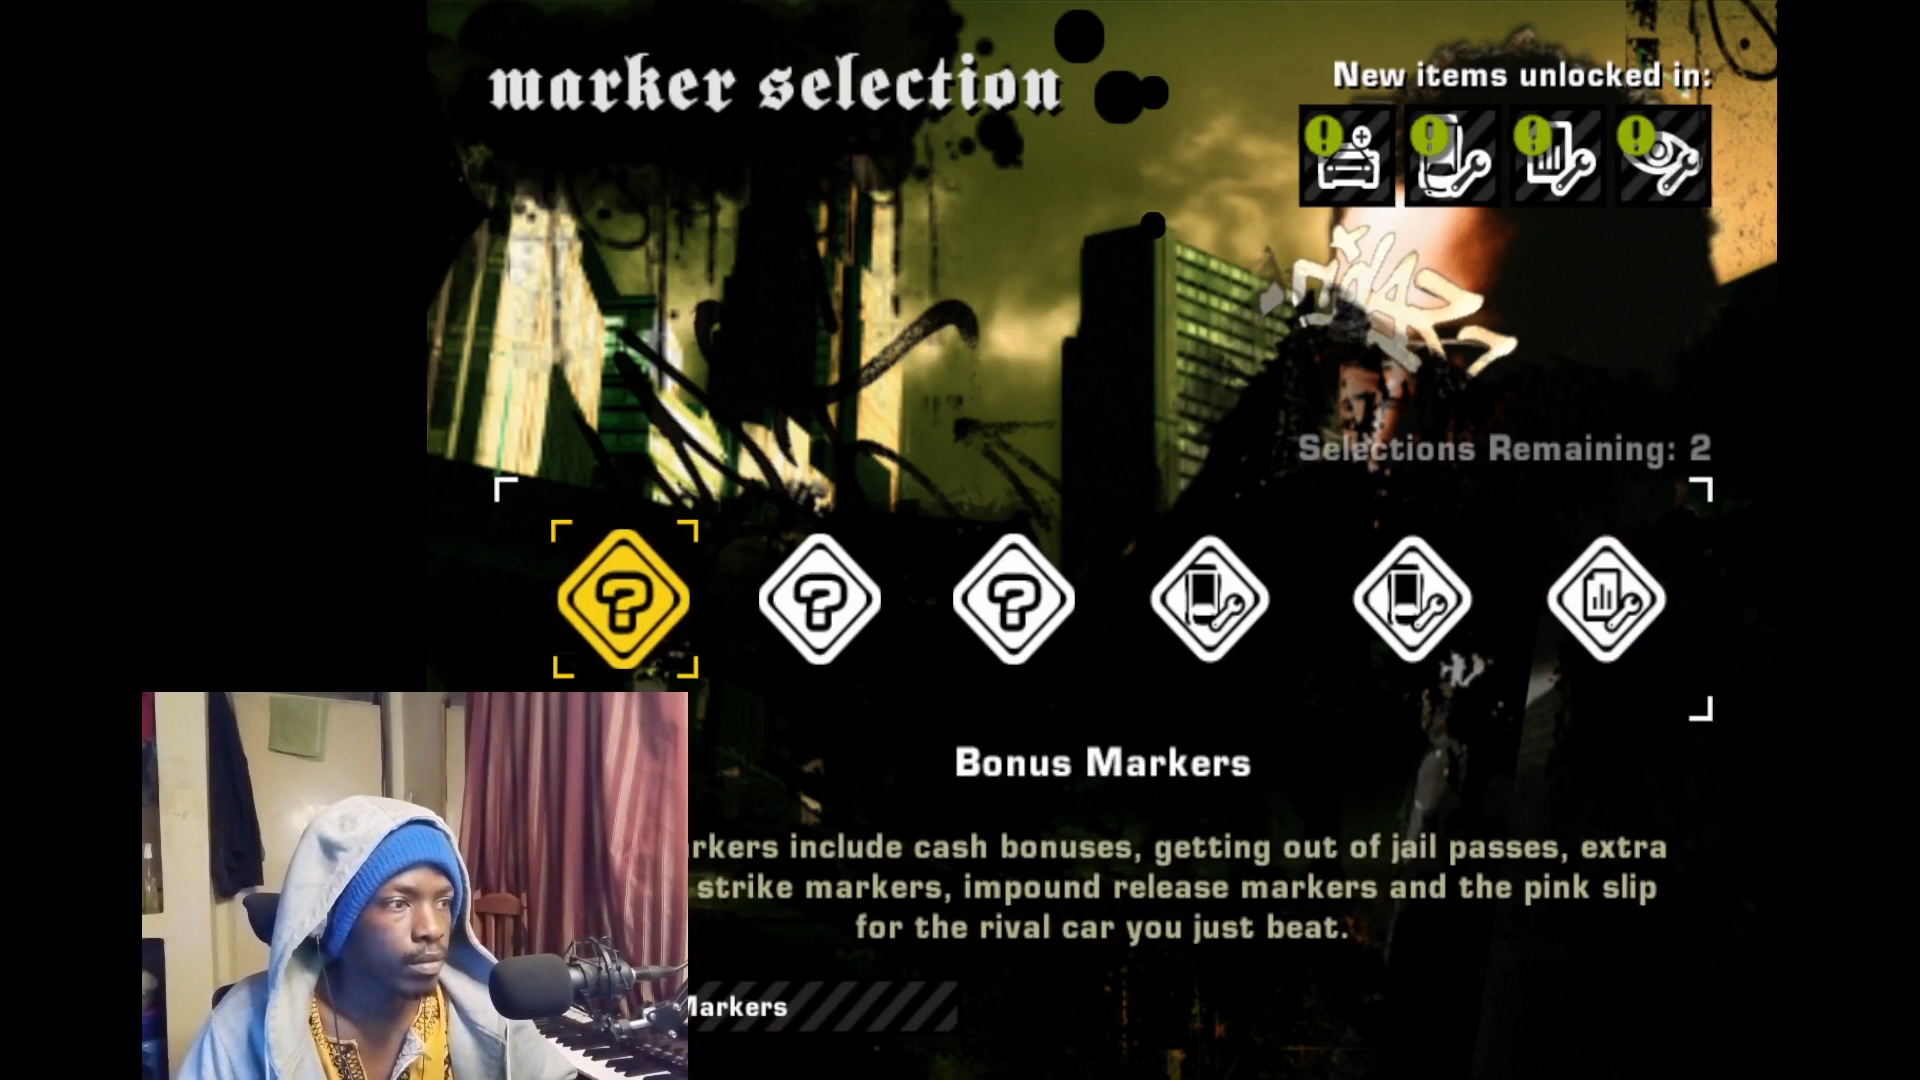 marker selection
New items unlocked in:
Selections Remaining: 2
Bonus Markers
rkers include cash bonuses, getting out of jail passes, extra
strike markers, impound release markers and the pink slip
for the rival car you just beat.
Markers